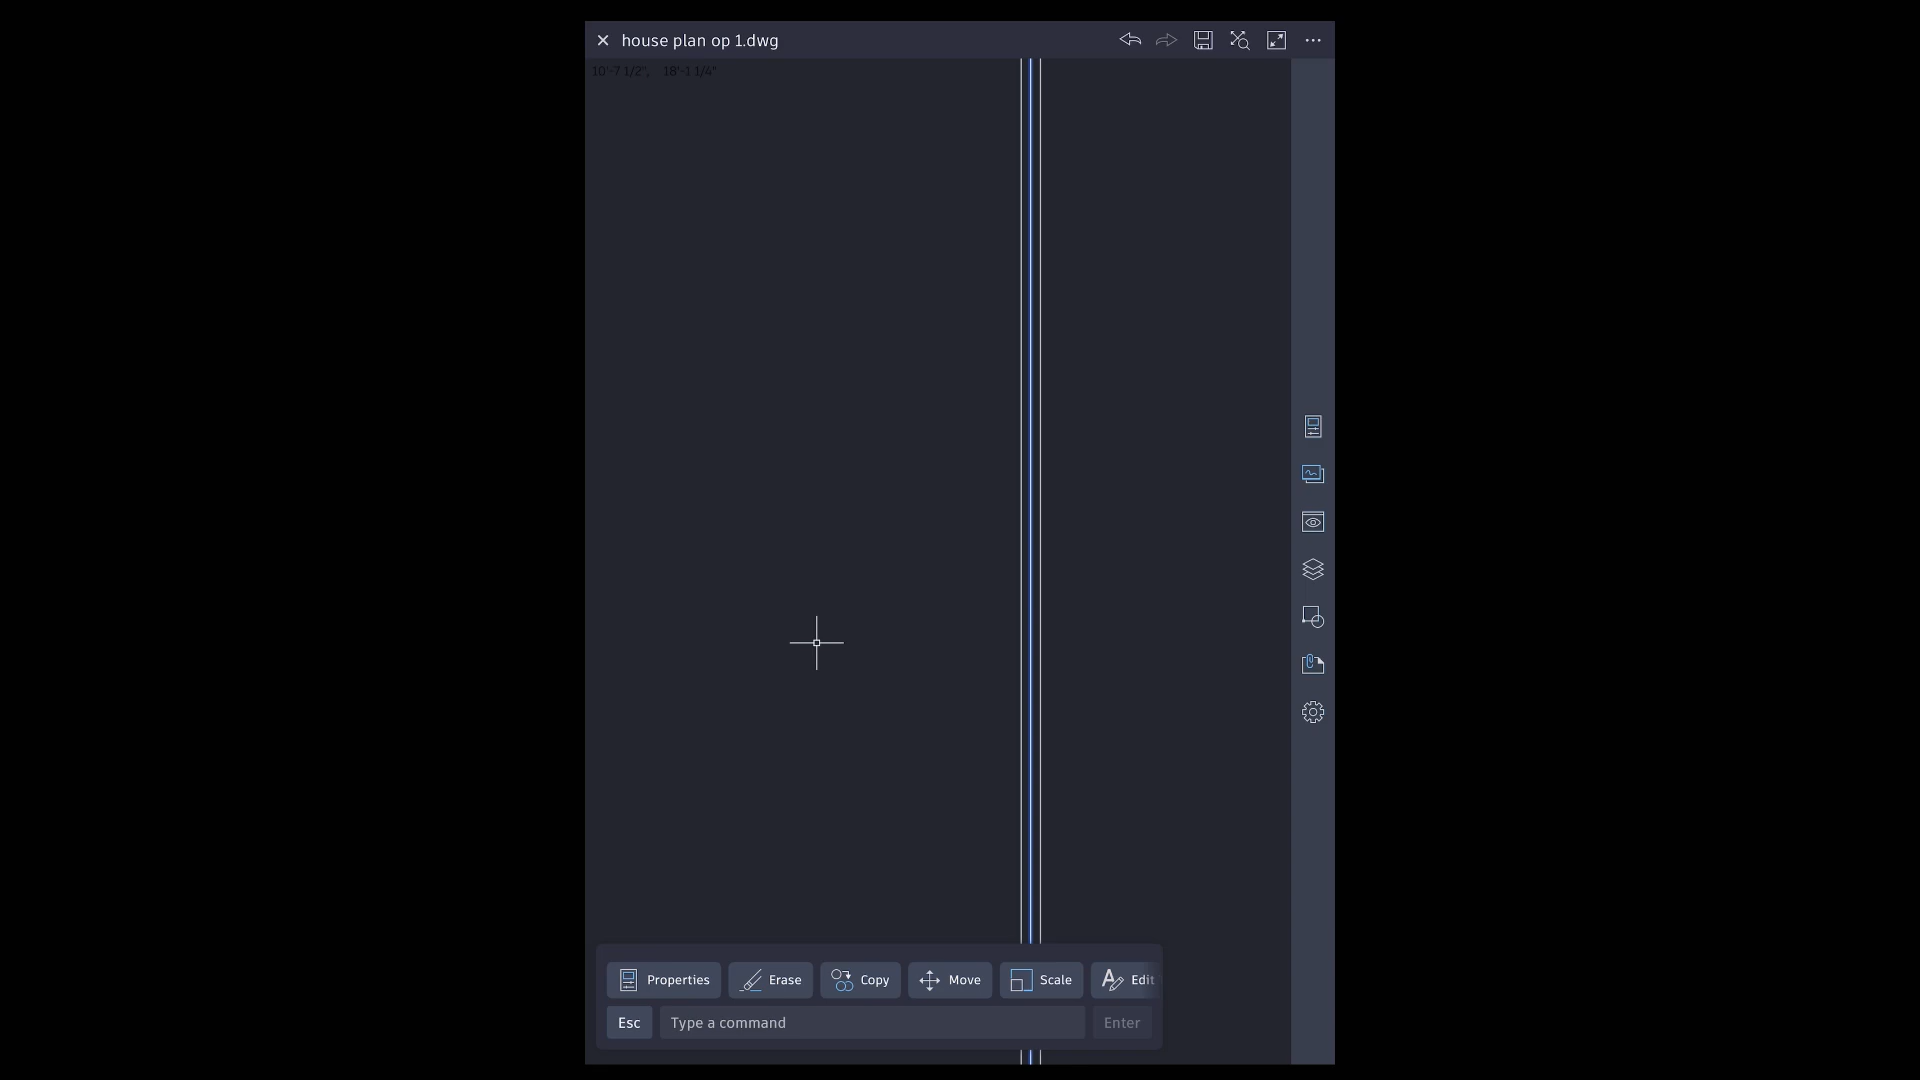 house plan op 1.dwg
10'-7 1/2", 18'-1 1/4"
Properties Erase Copy Move Scale Edit
Esc Type a command Enter